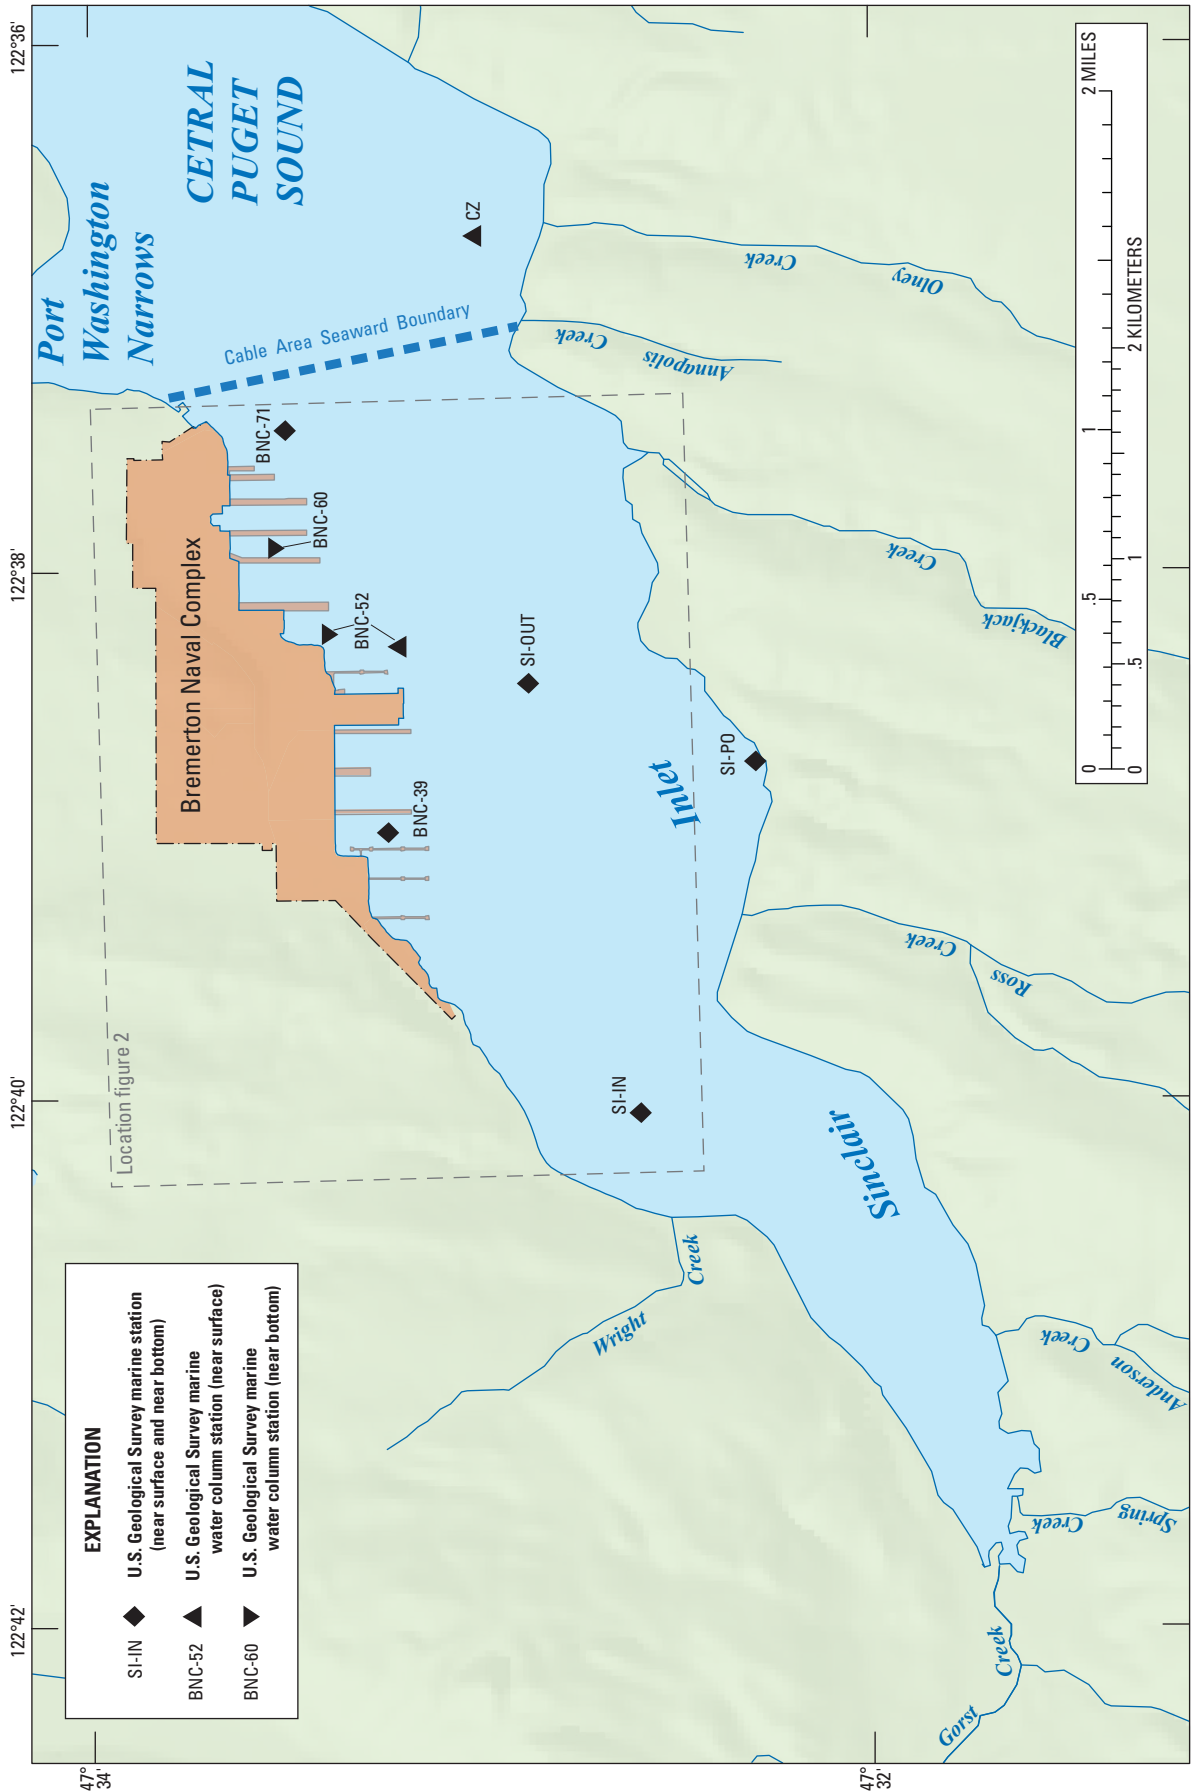 122°42'
122°40'
122°38'
122°36'
47°
34'
47°
32'
EXPLANATION
SI-IN
U.S. Geological Survey marine station
(near surface and near bottom)
BNC-52
U.S. Geological Survey marine
water column station (near surface)
BNC-60
U.S. Geological Survey marine
water column station (near bottom)
Location figure 2
Bremerton Naval Complex
Port
Washington
Narrows
CETRAL
PUGET
SOUND
Cable Area Seaward Boundary
BNC-71
BNC-60
BNC-52
BNC-39
CZ
SI-OUT
SI-PO
SI-IN
Sinclair
Inlet
Wright
Creek
Gorst
Creek
Spring
Creek
Anderson
Creek
Ross
Creek
Blackjack
Creek
Annapolis
Creek
Olney
Creek
0
.5
1
2 MILES
0
.5
1
2 KILOMETERS